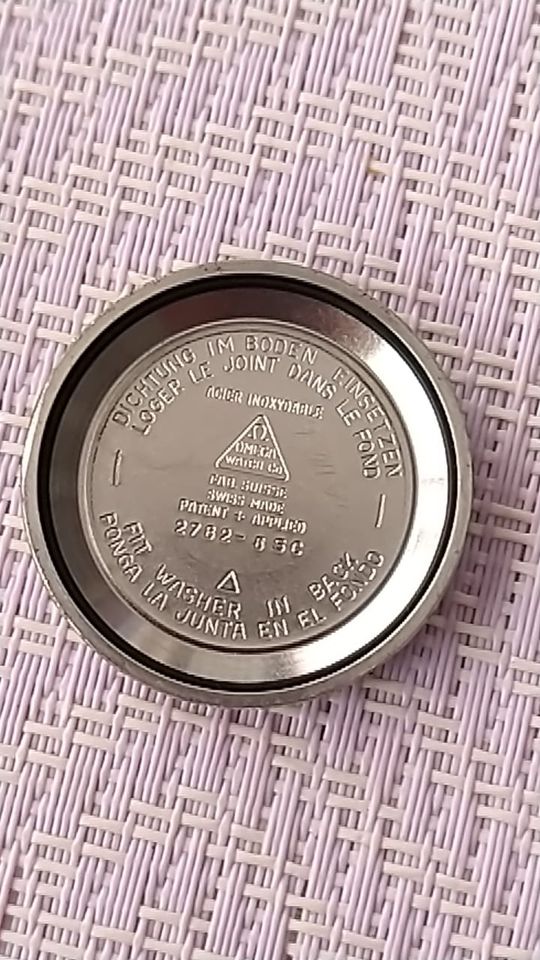 DICHTUNG IM BODEN EINSETZEN
LOGER LE JOINT DANS LE FOND
ACIER INOXYDABLE
Ω
OMEGA
WATCH Co
FAB. SUISSE
SWISS MADE
PATENT + APPLIED
2782-6SC
FIT WASHER IN BACK
PONGA LA JUNTA EN EL FONDO